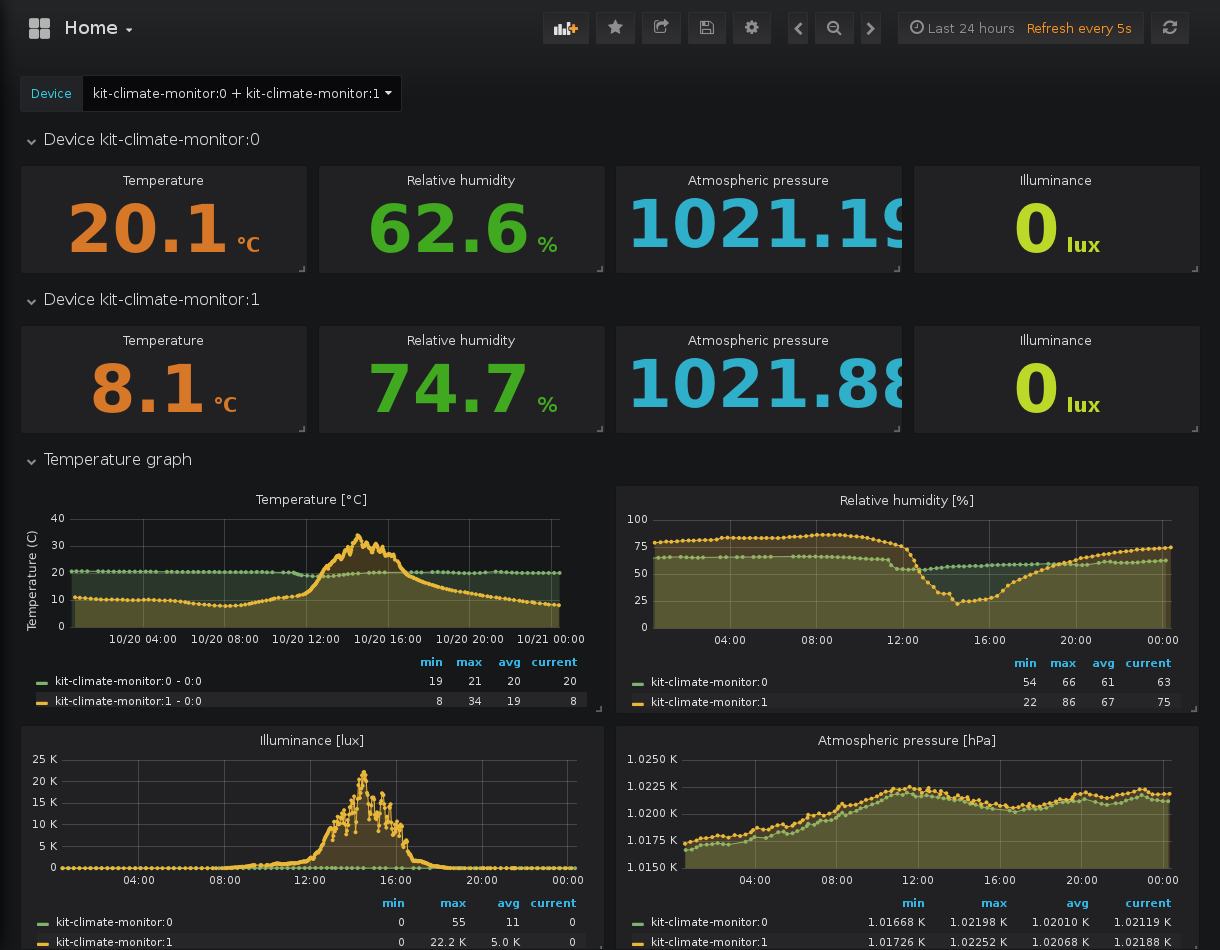 Home
Last 24 hours Refresh every 5s
Device kit-climate-monitor:0 + kit-climate-monitor:1
Device kit-climate-monitor:0
Temperature Relative humidity Atmospheric pressure Illuminance
20.1 °C 62.6 % 1021.19 0 lux
Device kit-climate-monitor:1
Temperature Relative humidity Atmospheric pressure Illuminance
8.1 °C 74.7 % 1021.88 0 lux
Temperature graph
Temperature [°C]
Temperature (C)
40
30
20
10
0
10/20 04:00 10/20 08:00 10/20 12:00 10/20 16:00 10/20 20:00 10/21 00:00
min max avg current
kit-climate-monitor:0 - 0:0 19 21 20 20
kit-climate-monitor:1 - 0:0 8 34 19 8
Relative humidity [%]
100
75
50
25
0
04:00 08:00 12:00 16:00 20:00 00:00
min max avg current
kit-climate-monitor:0 54 66 61 63
kit-climate-monitor:1 22 86 67 75
Illuminance [lux]
25 K
20 K
15 K
10 K
5 K
0
04:00 08:00 12:00 16:00 20:00 00:00
min max avg current
kit-climate-monitor:0 0 55 11 0
kit-climate-monitor:1 0 22.2 K 5.0 K 0
Atmospheric pressure [hPa]
1.0250 K
1.0225 K
1.0200 K
1.0175 K
1.0150 K
04:00 08:00 12:00 16:00 20:00 00:00
min max avg current
kit-climate-monitor:0 1.01668 K 1.02198 K 1.02010 K 1.02119 K
kit-climate-monitor:1 1.01726 K 1.02252 K 1.02068 K 1.02188 K